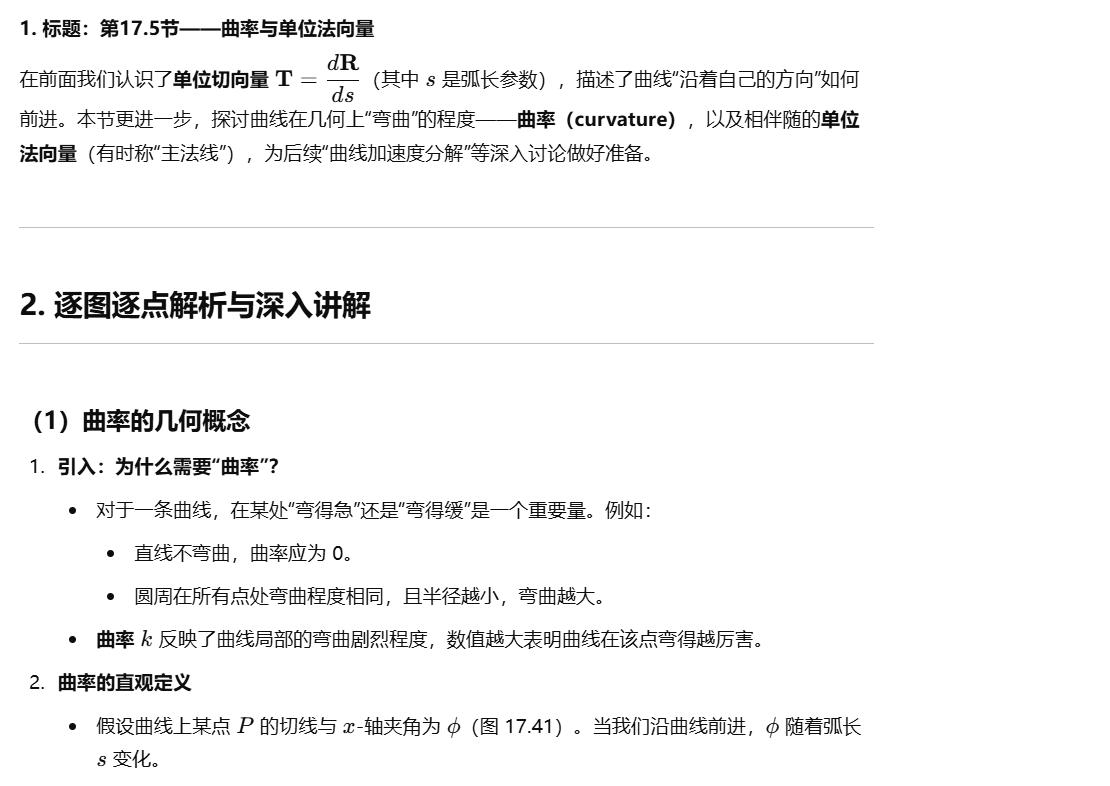 1. 标题：第17.5节——曲率与单位法向量
在前面我们认识了单位切向量 T = dR/ds（其中 s 是弧长参数），描述了曲线“沿着自己的方向”如何
前进。本节更进一步，探讨曲线在几何上“弯曲”的程度——曲率（curvature），以及相伴随的单位
法向量（有时称“主法线”），为后续“曲线加速度分解”等深入讨论做好准备。
2. 逐图逐点解析与深入讲解
（1）曲率的几何概念
1. 引入：为什么需要“曲率”？
• 对于一条曲线，在某处“弯得急”还是“弯得缓”是一个重要量。例如：
• 直线不弯曲，曲率应为 0。
• 圆周在所有点处弯曲程度相同，且半径越小，弯曲越大。
• 曲率 k 反映了曲线局部的弯曲剧烈程度，数值越大表明曲线在该点弯得越厉害。
2. 曲率的直观定义
• 假设曲线上某点 P 的切线与 x-轴夹角为 ϕ（图 17.41）。当我们沿曲线前进，ϕ 随着弧长
s 变化。